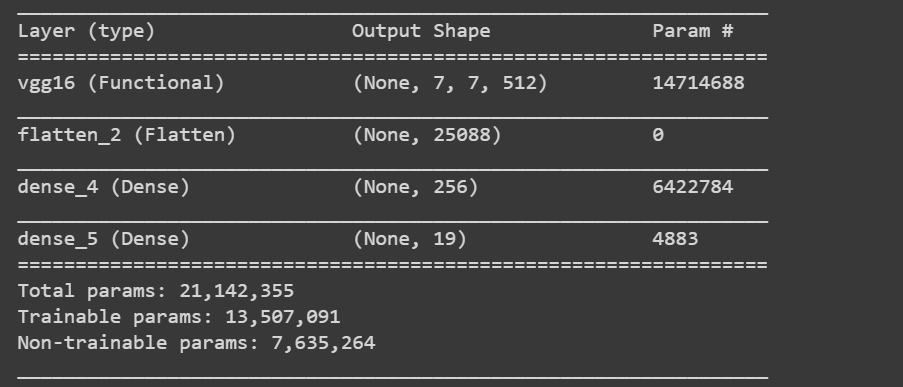 _________________________________________________________________
Layer (type)                 Output Shape              Param #
=================================================================
vgg16 (Functional)           (None, 7, 7, 512)         14714688
_________________________________________________________________
flatten_2 (Flatten)          (None, 25088)             0
_________________________________________________________________
dense_4 (Dense)              (None, 256)               6422784
_________________________________________________________________
dense_5 (Dense)              (None, 19)                4883
=================================================================
Total params: 21,142,355
Trainable params: 13,507,091
Non-trainable params: 7,635,264
_________________________________________________________________